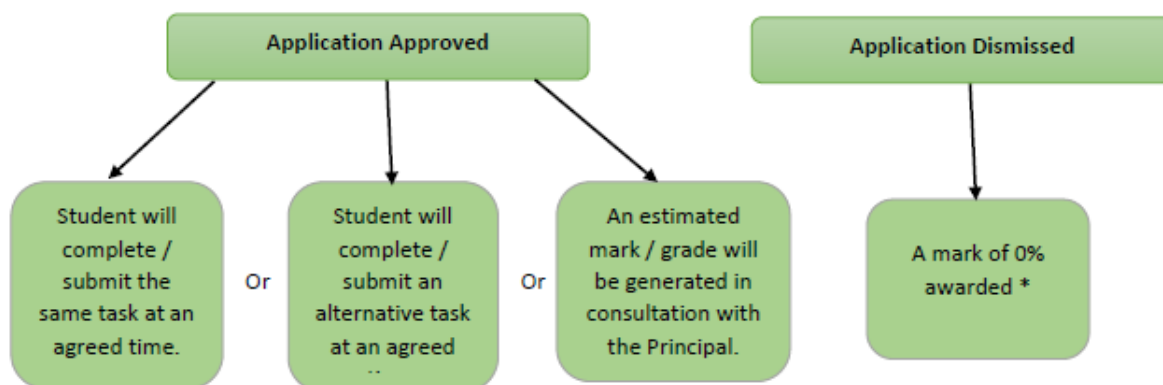 Application Approved
Application Dismissed
Student will
complete /
submit the
same task at an
agreed time.
Or
Student will
complete /
submit an
alternative task
at an agreed
Or
An estimated
mark / grade will
be generated in
consultation with
the Principal.
A mark of 0%
awarded *